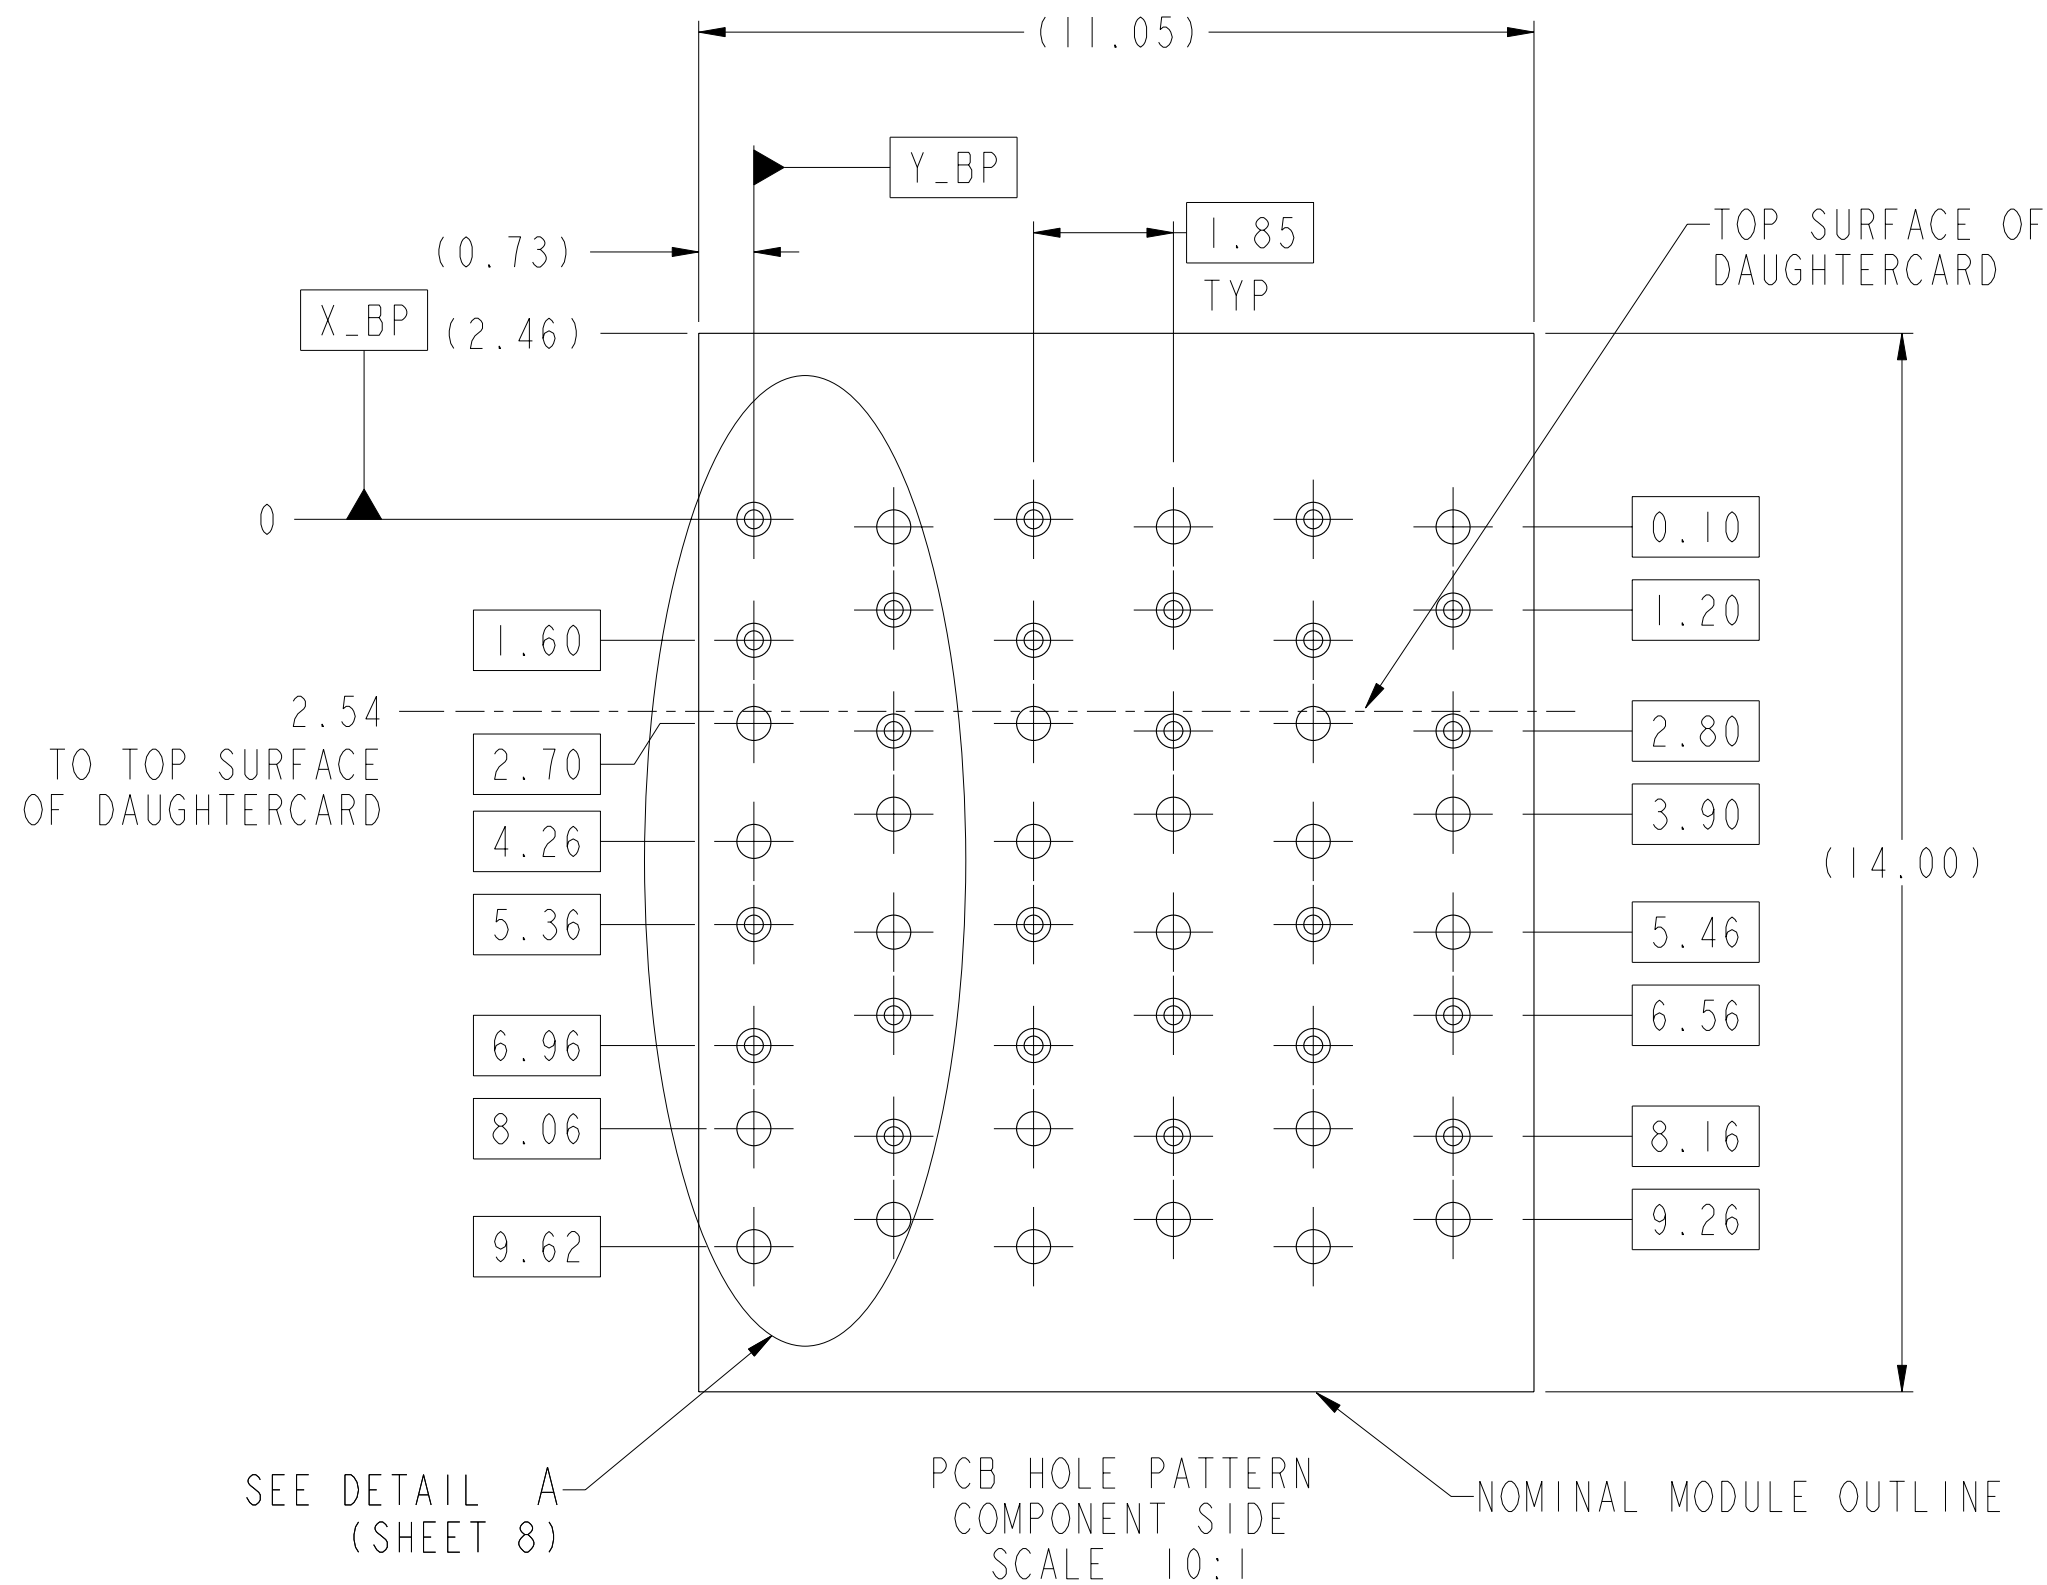 (11.05)
Y_BP
1.85
TYP
(0.73)
X_BP
(2.46)
TOP SURFACE OF
DAUGHTERCARD
0
0.10
1.20
1.60
2.54
TO TOP SURFACE
OF DAUGHTERCARD
2.70
2.80
3.90
4.26
(14.00)
5.36
5.46
6.56
6.96
8.06
8.16
9.26
9.62
SEE DETAIL A
(SHEET 8)
PCB HOLE PATTERN
COMPONENT SIDE
SCALE 10:1
NOMINAL MODULE OUTLINE